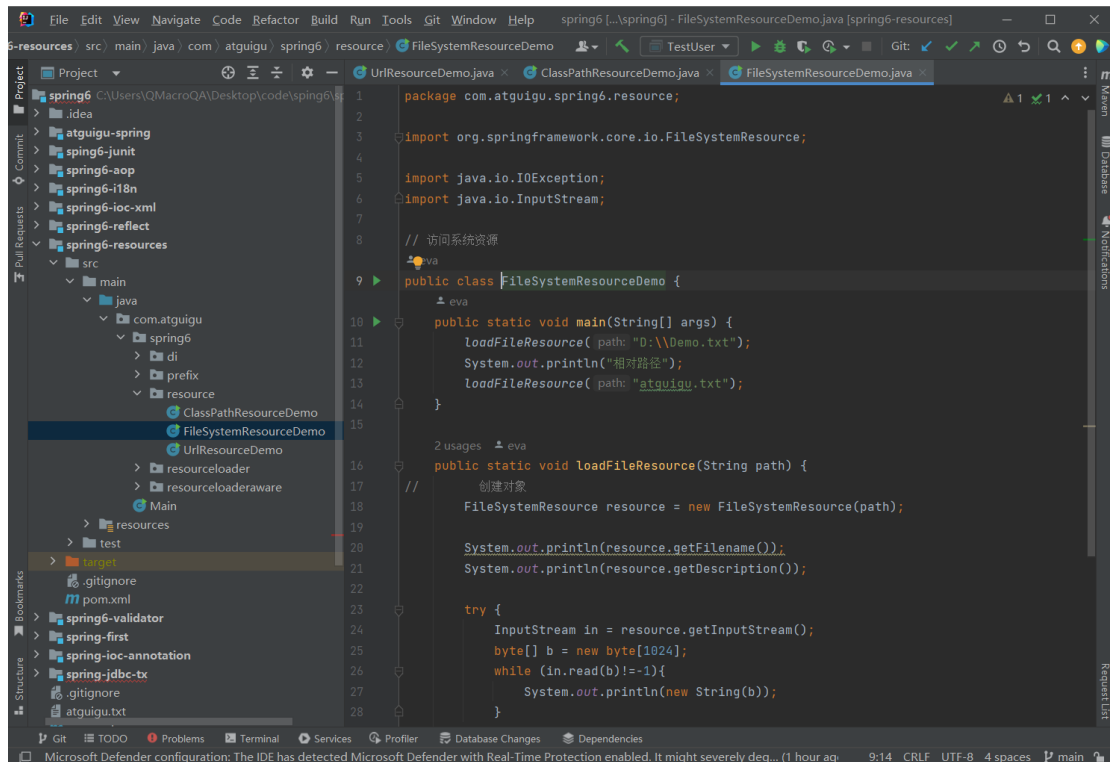 File Edit View Navigate Code Refactor Build Run Tools Git Window Help spring6 [...\spring6] - FileSystemResourceDemo.java [spring6-resources]
6-resources src main java com atguigu spring6 resource FileSystemResourceDemo TestUser Git:
Project
UrlResourceDemo.java ClassPathResourceDemo.java FileSystemResourceDemo.java
Project
Commit
Pull Requests
Bookmarks
Structure
spring6 C:\Users\QMacroQA\Desktop\code\sping6\sp
.idea
atguigu-spring
sping6-junit
spring6-aop
spring6-i18n
spring6-ioc-xml
spring6-reflect
spring6-resources
src
main
java
com.atguigu
spring6
di
prefix
resource
ClassPathResourceDemo
FileSystemResourceDemo
UrlResourceDemo
resourceloader
resourceloaderaware
Main
resources
test
target
.gitignore
pom.xml
spring6-validator
spring-first
spring-ioc-annotation
spring-jdbc-tx
.gitignore
atguigu.txt
1 package com.atguigu.spring6.resource; 1 1
2
3 import org.springframework.core.io.FileSystemResource;
4
5 import java.io.IOException;
6 import java.io.InputStream;
7
8 // 访问系统资源
eva
9 public class FileSystemResourceDemo {
eva
10 public static void main(String[] args) {
11 loadFileResource( path: "D:\\Demo.txt");
12 System.out.println("相对路径");
13 loadFileResource( path: "atguigu.txt");
14 }
15
2 usages eva
16 public static void loadFileResource(String path) {
17 // 创建对象
18 FileSystemResource resource = new FileSystemResource(path);
19
20 System.out.println(resource.getFilename());
21 System.out.println(resource.getDescription());
22
23 try {
24 InputStream in = resource.getInputStream();
25 byte[] b = new byte[1024];
26 while (in.read(b)!=-1){
27 System.out.println(new String(b));
28 }
Maven
Database
Notifications
Request List
Git TODO Problems Terminal Services Profiler Database Changes Dependencies
Microsoft Defender configuration: The IDE has detected Microsoft Defender with Real-Time Protection enabled. It might severely deg... (1 hour ag 9:14 CRLF UTF-8 4 spaces main